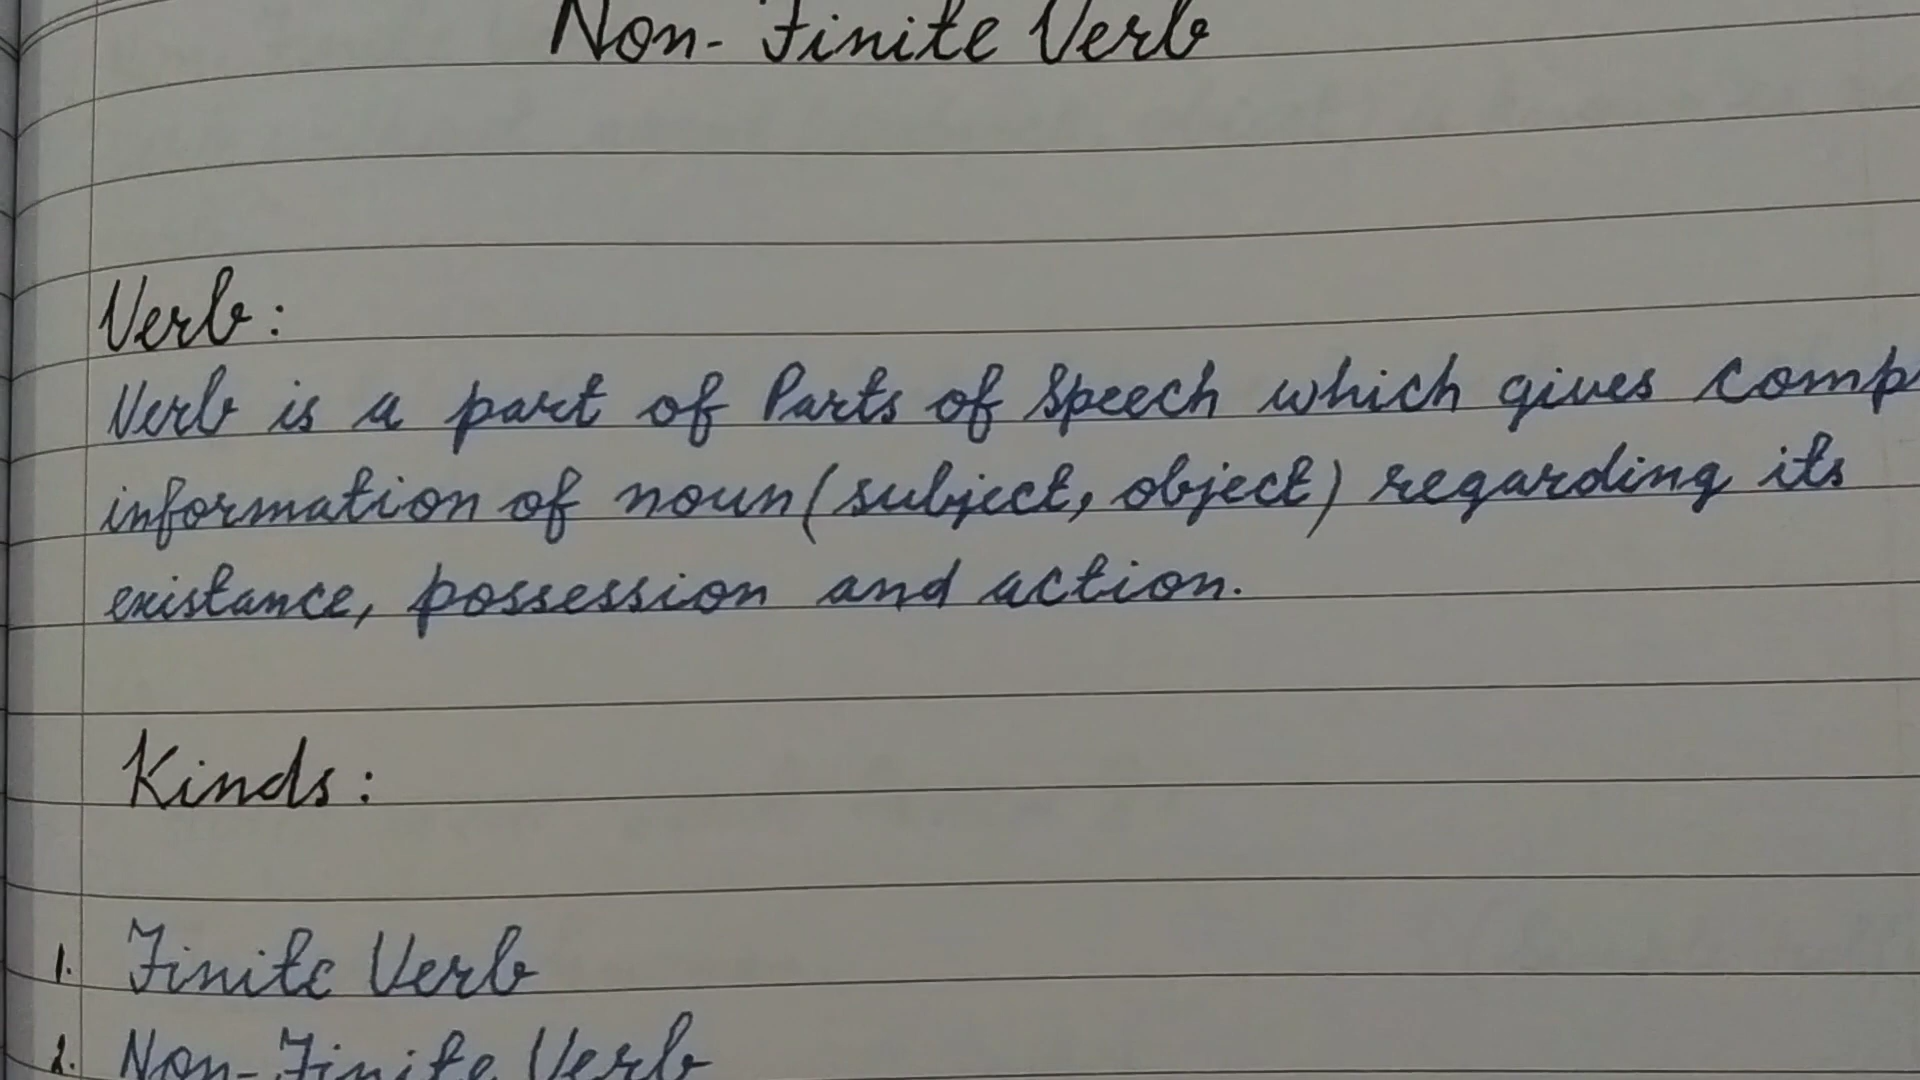 Non-Finite Verb
Verb:
Verb is a part of Parts of Speech which gives comp
information of noun (subject, object) regarding its
existance, possession and action.
Kinds:
1. Finite Verb
2. Non-Finite Verb